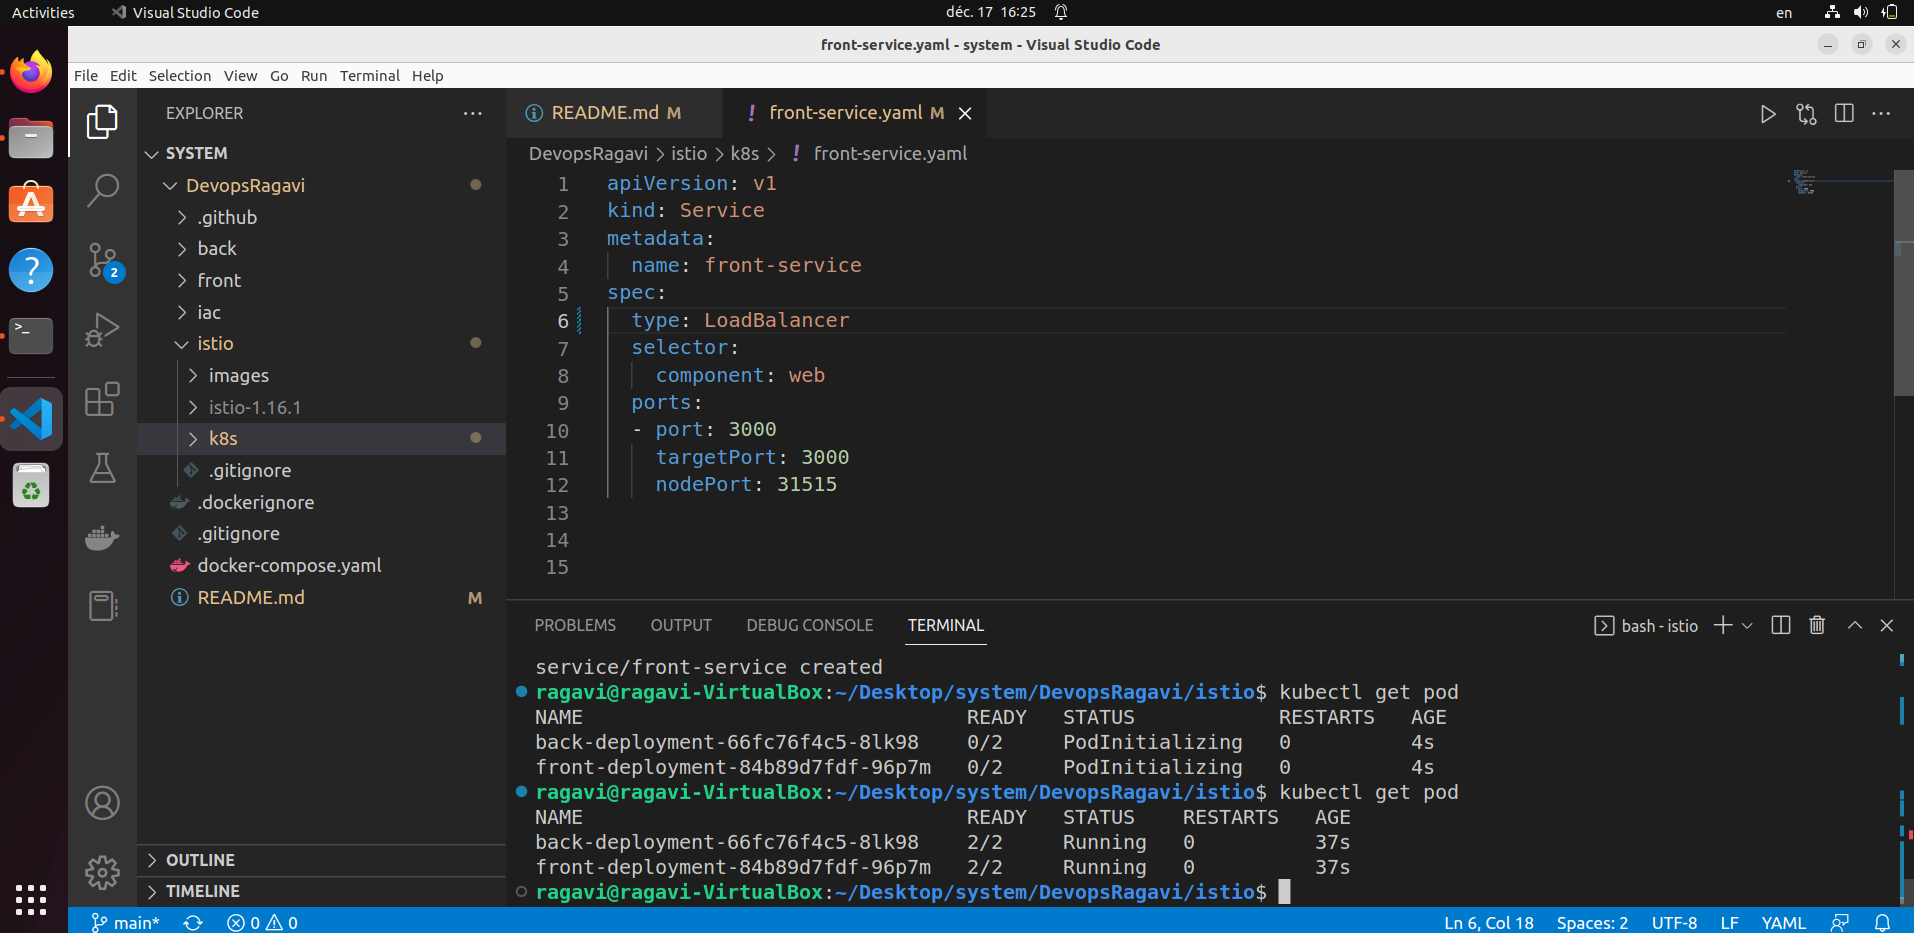 Activities Visual Studio Code déc. 17 16:25 en
front-service.yaml - system - Visual Studio Code
File Edit Selection View Go Run Terminal Help
EXPLORER
SYSTEM
DevopsRagavi
.github
back
front
iac
istio
images
istio-1.16.1
k8s
.gitignore
.dockerignore
.gitignore
docker-compose.yaml
README.md M
OUTLINE
TIMELINE
2
README.md M
front-service.yaml M
DevopsRagavi > istio > k8s > ! front-service.yaml
1 apiVersion: v1
2 kind: Service
3 metadata:
4   name: front-service
5 spec:
6   type: LoadBalancer
7   selector:
8     component: web
9   ports:
10   - port: 3000
11     targetPort: 3000
12     nodePort: 31515
13
14
15
PROBLEMS OUTPUT DEBUG CONSOLE TERMINAL bash - istio
service/front-service created
ragavi@ragavi-VirtualBox:~/Desktop/system/DevopsRagavi/istio$ kubectl get pod
NAME READY STATUS RESTARTS AGE
back-deployment-66fc76f4c5-8lk98 0/2 PodInitializing 0 4s
front-deployment-84b89d7fdf-96p7m 0/2 PodInitializing 0 4s
ragavi@ragavi-VirtualBox:~/Desktop/system/DevopsRagavi/istio$ kubectl get pod
NAME READY STATUS RESTARTS AGE
back-deployment-66fc76f4c5-8lk98 2/2 Running 0 37s
front-deployment-84b89d7fdf-96p7m 2/2 Running 0 37s
ragavi@ragavi-VirtualBox:~/Desktop/system/DevopsRagavi/istio$
main* 0 0 Ln 6, Col 18 Spaces: 2 UTF-8 LF YAML